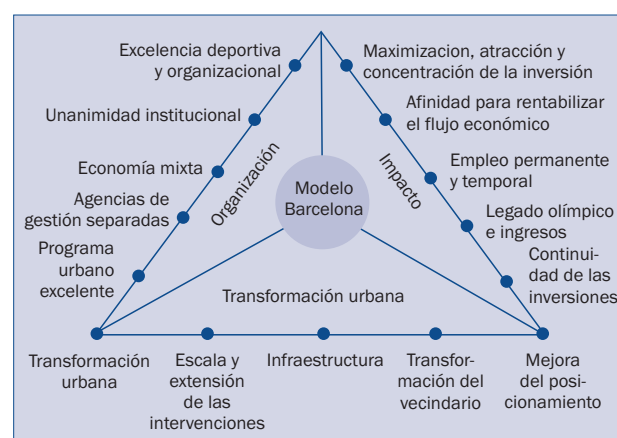 Excelencia deportiva
y organizacional
Unanimidad institucional
Economía mixta
Agencias de
gestión separadas
Programa
urbano
excelente
Organización
Modelo
Barcelona
Impacto
Maximizacion, atracción y
concentración de la inversión
Afinidad para rentabilizar
el flujo económico
Empleo permanente
y temporal
Legado olímpico
e ingresos
Continui-
dad de las
inversiones
Transformación urbana
Transformación
urbana
Escala y
extensión
de las
intervenciones
Infraestructura
Transfor-
mación del
vecindario
Mejora
del posi-
cionamiento